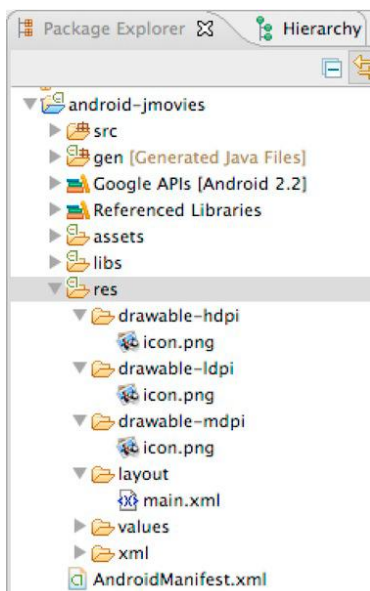 Package Explorer Hierarchy
android-jmovies
src
gen [Generated Java Files]
Google APIs [Android 2.2]
Referenced Libraries
assets
libs
res
drawable-hdpi
icon.png
drawable-ldpi
icon.png
drawable-mdpi
icon.png
layout
main.xml
values
xml
AndroidManifest.xml